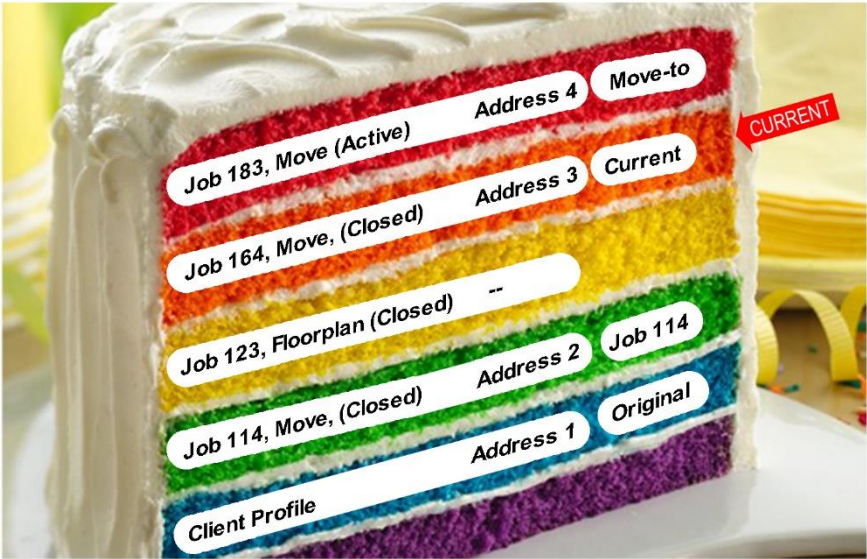 Job 183, Move (Active) Address 4 Move-to
CURRENT
Job 164, Move, (Closed) Address 3 Current
Job 123, Floorplan (Closed) --
Job 114, Move, (Closed) Address 2 Job 114
Client Profile Address 1 Original